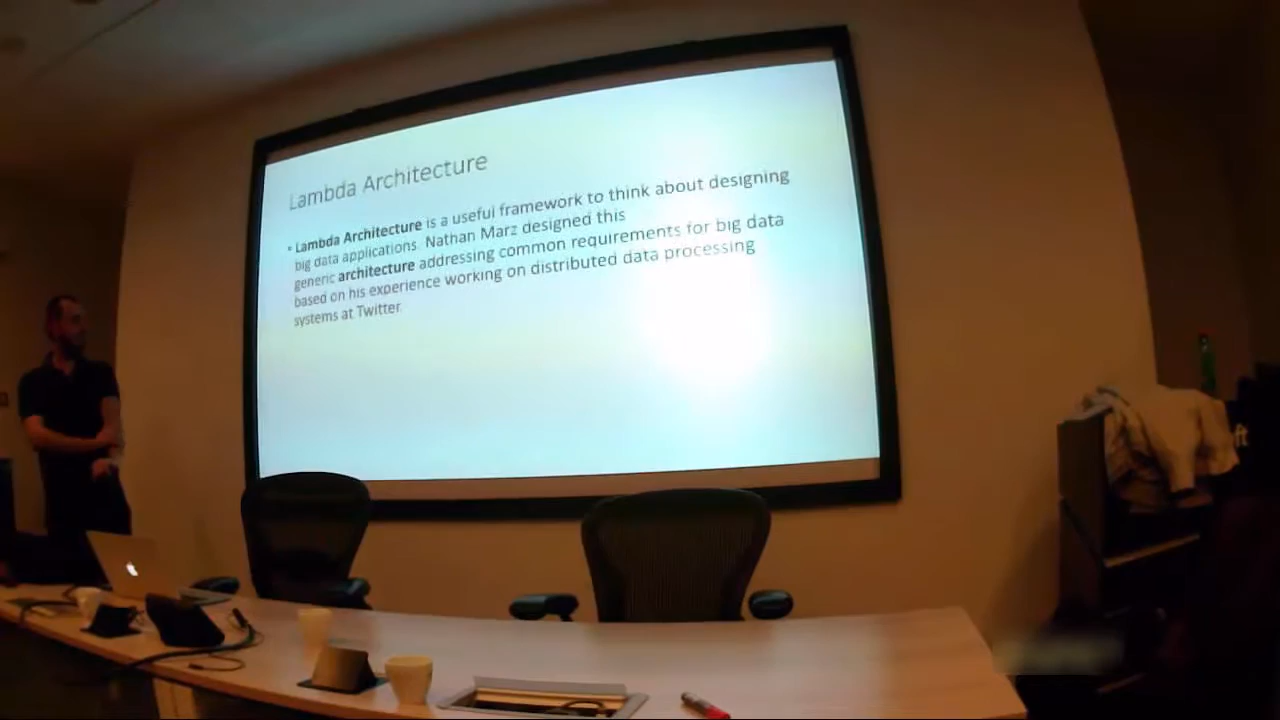 Lambda Architecture
• Lambda Architecture is a useful framework to think about designing
big data applications. Nathan Marz designed this
generic architecture addressing common requirements for big data
based on his experience working on distributed data processing
systems at Twitter.
ft